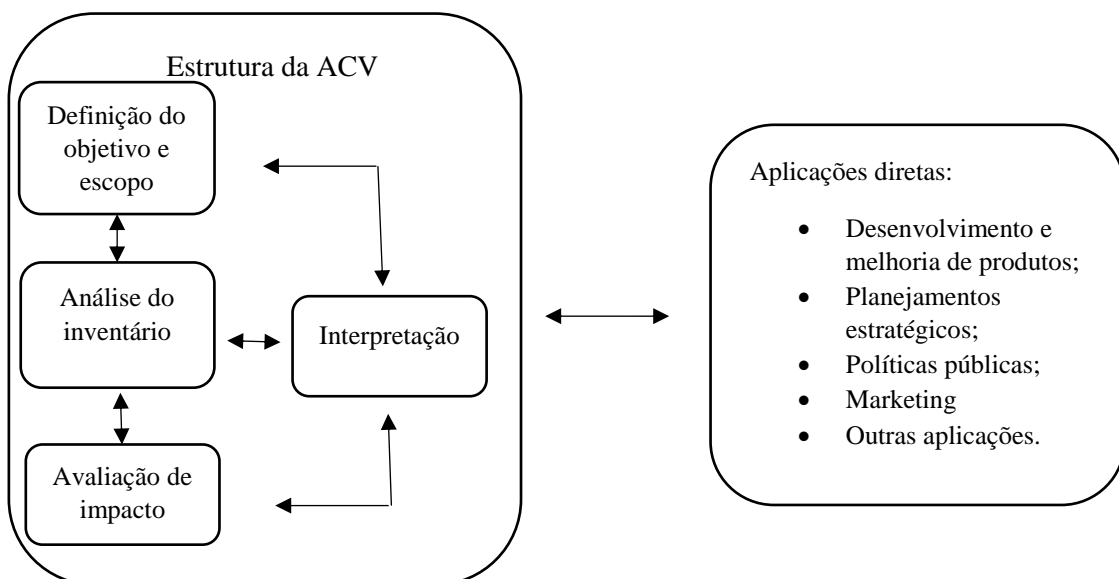 Estrutura da ACV
Definição do
objetivo e
escopo
Análise do
inventário
Interpretação
Avaliação de
impacto
Aplicações diretas:
• Desenvolvimento e
melhoria de produtos;
• Planejamentos
estratégicos;
• Políticas públicas;
• Marketing
• Outras aplicações.